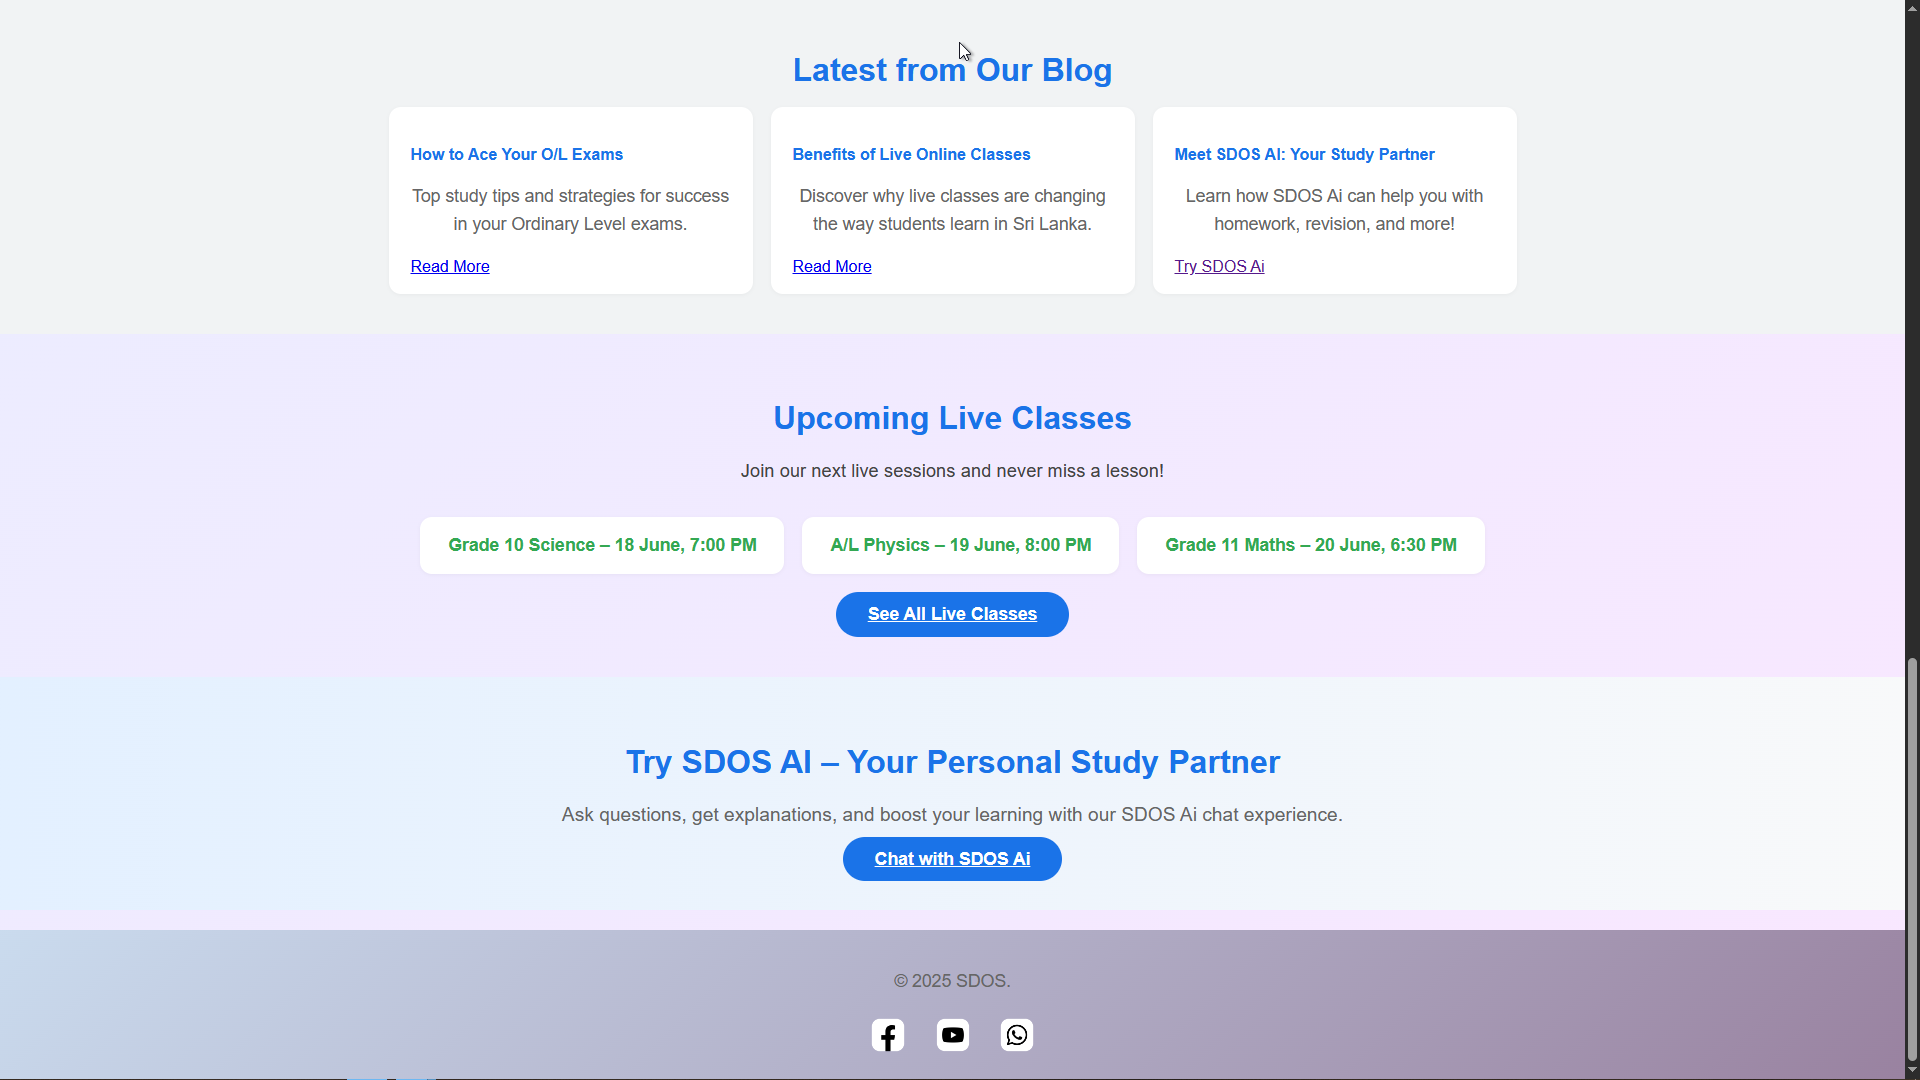 Latest from Our Blog
How to Ace Your O/L Exams
Top study tips and strategies for success
in your Ordinary Level exams.
Read More
Benefits of Live Online Classes
Discover why live classes are changing
the way students learn in Sri Lanka.
Read More
Meet SDOS AI: Your Study Partner
Learn how SDOS Ai can help you with
homework, revision, and more!
Try SDOS Ai
Upcoming Live Classes
Join our next live sessions and never miss a lesson!
Grade 10 Science – 18 June, 7:00 PM
A/L Physics – 19 June, 8:00 PM
Grade 11 Maths – 20 June, 6:30 PM
See All Live Classes
Try SDOS AI – Your Personal Study Partner
Ask questions, get explanations, and boost your learning with our SDOS Ai chat experience.
Chat with SDOS Ai
© 2025 SDOS.